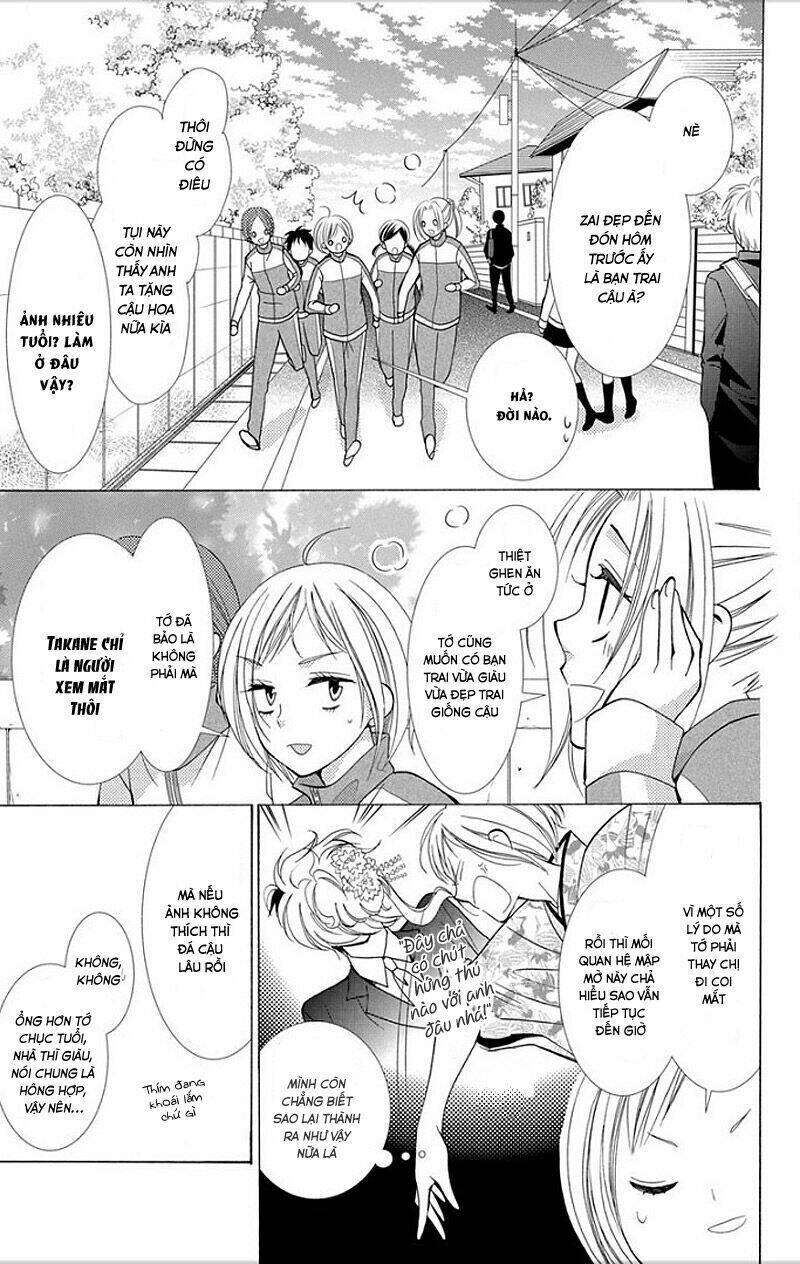 NÈ
ZAI ĐẸP ĐẾN
ĐÓN HÔM
TRƯỚC ẤY
LÀ BẠN TRAI
CẬU À?
HẢ?
ĐỜI NÀO.
THÔI
ĐỪNG
CÓ
ĐIÊU
TỤI NÀY
CÒN NHÌN
THẤY ANH
TA TẶNG
CẬU HOA
NỮA KÌA
ẢNH NHIÊU
TUỔI? LÀM
Ở ĐÂU
VẬY?
THIỆT
GHEN ĂN
TỨC Ở
TỚ CŨNG
MUỐN CÓ BẠN
TRAI VỪA GIÀU
VỪA ĐẸP TRAI
GIỐNG CẬU
TỚ ĐÃ
BẢO LÀ
KHÔNG
PHẢI MÀ
TAKANE CHỈ
LÀ NGƯỜI
XEM MẮT
THÔI
VÌ MỘT SỐ
LÝ DO MÀ
TỚ PHẢI
THAY CHỊ
ĐI COI
MẮT
RỒI THÌ MỐI
QUAN HỆ MẬP
MỜ NÀY CHẢ
HIỂU SAO VẪN
TIẾP TỤC
ĐẾN GIỜ
"Đây chả
có chút
hứng thú
nào với anh
đâu nhá!"
MÌNH CÒN
CHẲNG BIẾT
SAO LẠI THÀNH
RA NHƯ VẬY
NỮA LÀ
MÀ NẾU
ẢNH KHÔNG
THÍCH THÌ
ĐÁ CẬU
LÂU RỒI
KHÔNG,
KHÔNG
ỔNG HƠN TỚ
CHỤC TUỔI,
NHÀ THÌ GIÀU,
NÓI CHUNG LÀ
HÔNG HỢP,
VẬY NÊN...
Thím đang
khoái lắm
chứ gì